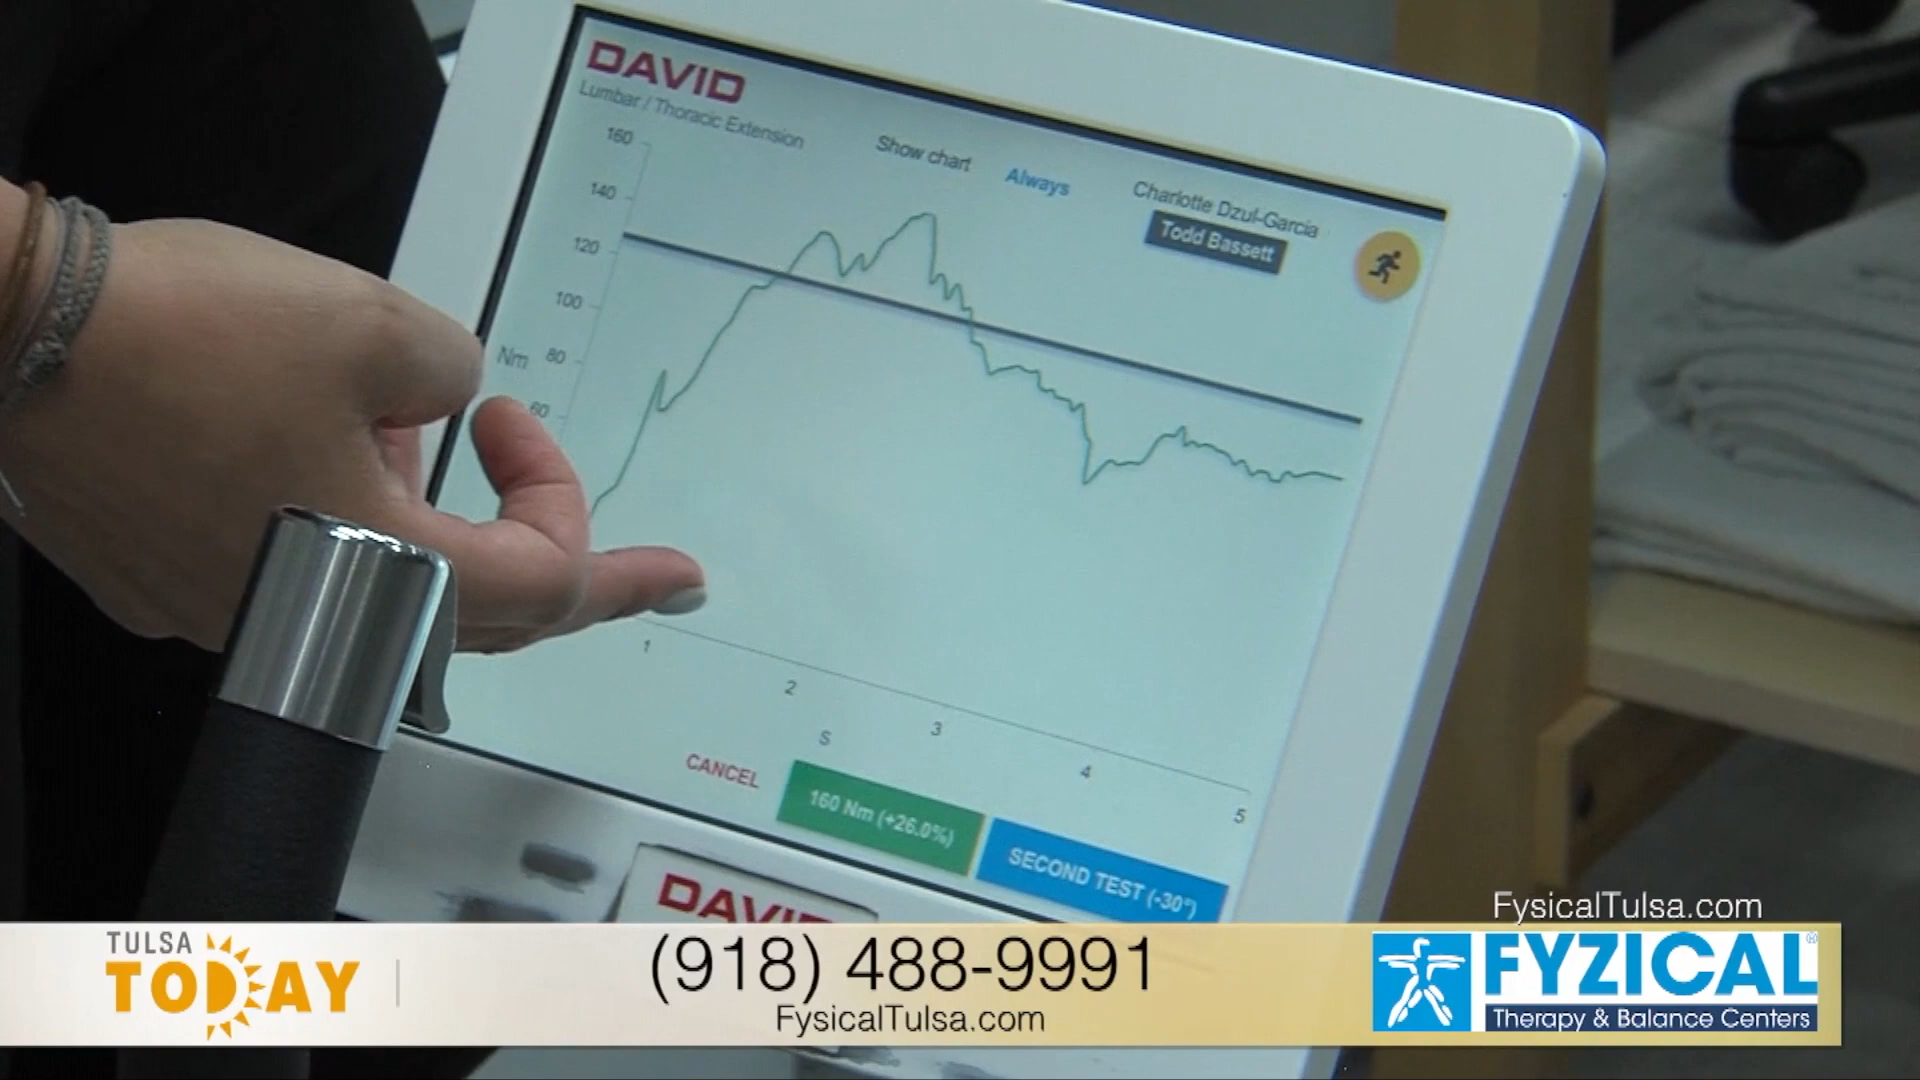 DAVID
Lumbar / Thoracic Extension
Show chart
Always
Charlotte Dzul-Garcia
Todd Bassett
160
140
120
100
Nm
80
60
1
2
3
4
5
S
CANCEL
160 Nm (+26.0%)
SECOND TEST (-30°)
DAVID
FysicalTulsa.com
TULSA
TODAY
(918) 488-9991
FysicalTulsa.com
FYZICAL®
Therapy & Balance Centers